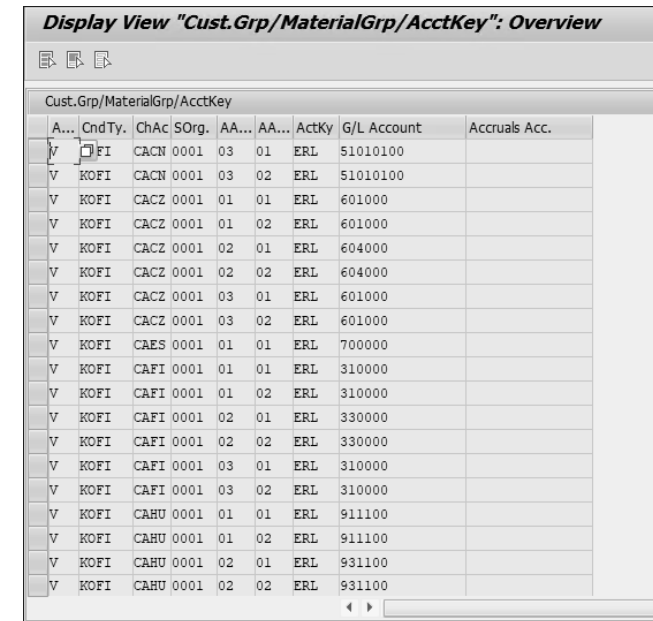 Display View "Cust.Grp/MaterialGrp/AcctKey": Overview
Cust.Grp/MaterialGrp/AcctKey
A... CndTy. ChAc SOrg. AA... AA... ActKy G/L Account Accruals Acc.
V FI CACN 0001 03 01 ERL 51010100
V KOFI CACN 0001 03 02 ERL 51010100
V KOFI CACZ 0001 01 01 ERL 601000
V KOFI CACZ 0001 01 02 ERL 601000
V KOFI CACZ 0001 02 01 ERL 604000
V KOFI CACZ 0001 02 02 ERL 604000
V KOFI CACZ 0001 03 01 ERL 601000
V KOFI CACZ 0001 03 02 ERL 601000
V KOFI CAES 0001 01 01 ERL 700000
V KOFI CAFI 0001 01 01 ERL 310000
V KOFI CAFI 0001 01 02 ERL 310000
V KOFI CAFI 0001 02 01 ERL 330000
V KOFI CAFI 0001 02 02 ERL 330000
V KOFI CAFI 0001 03 01 ERL 310000
V KOFI CAFI 0001 03 02 ERL 310000
V KOFI CAHU 0001 01 01 ERL 911100
V KOFI CAHU 0001 01 02 ERL 911100
V KOFI CAHU 0001 02 01 ERL 931100
V KOFI CAHU 0001 02 02 ERL 931100